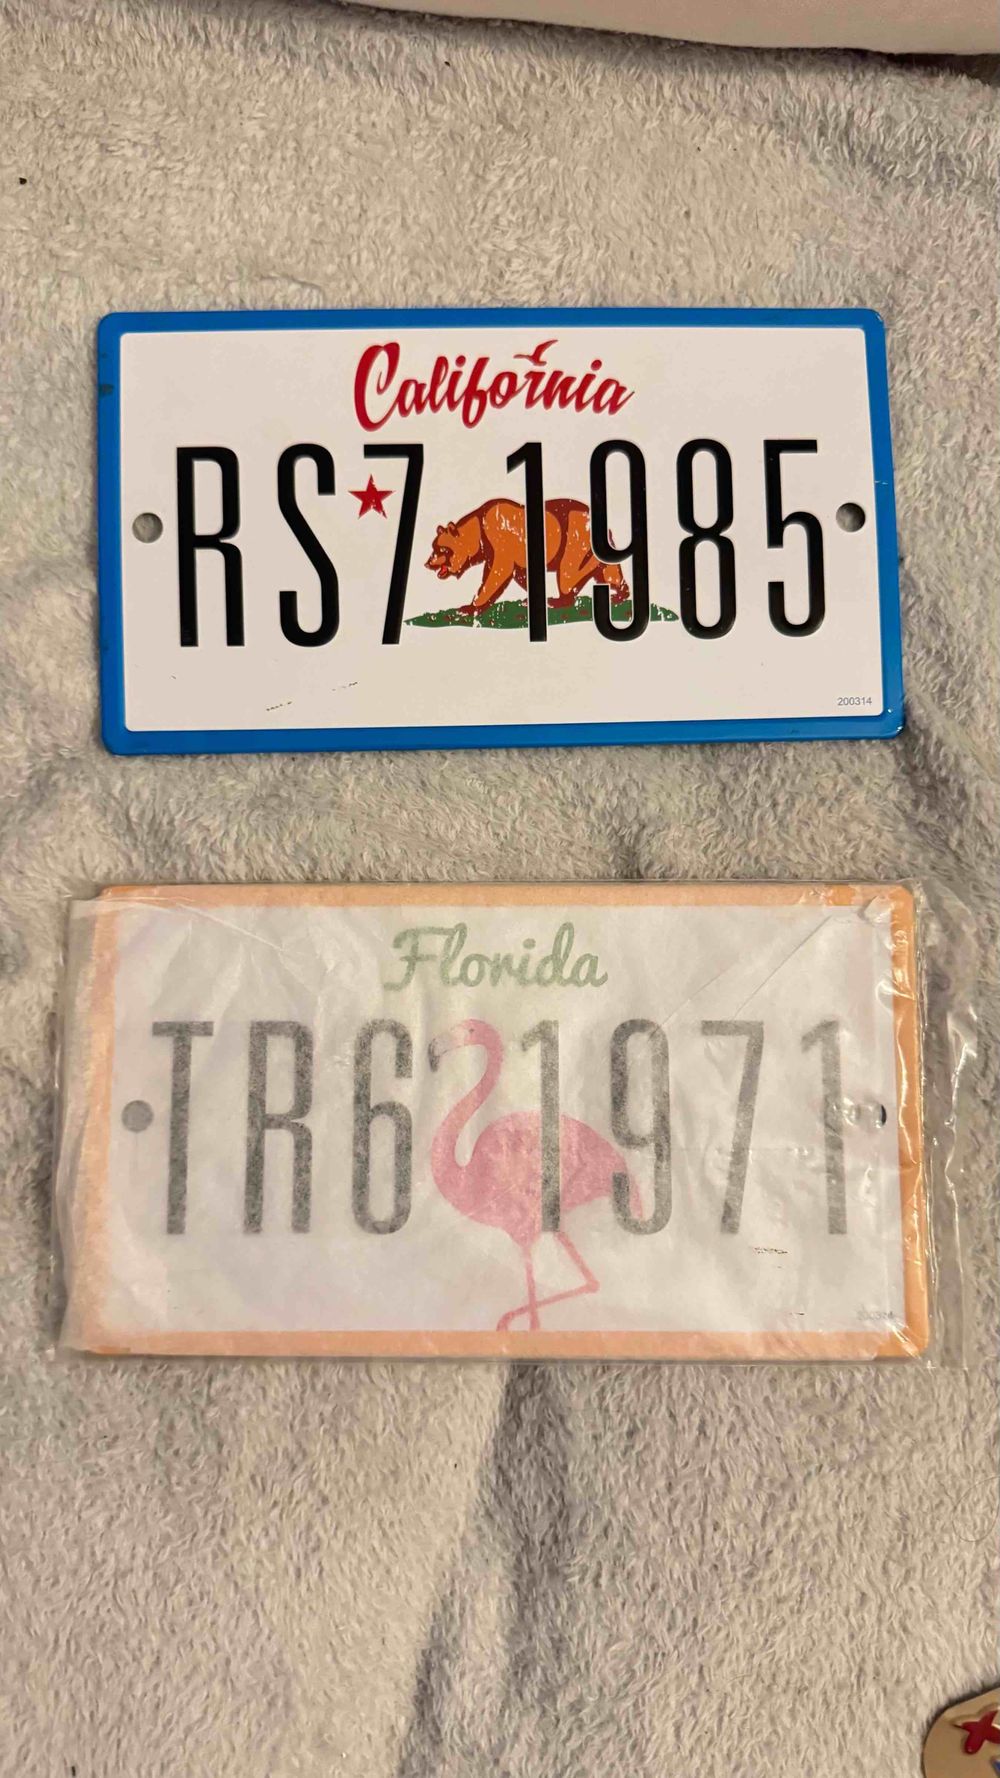 California
RS7 1985
200314
Florida
TR6 1971